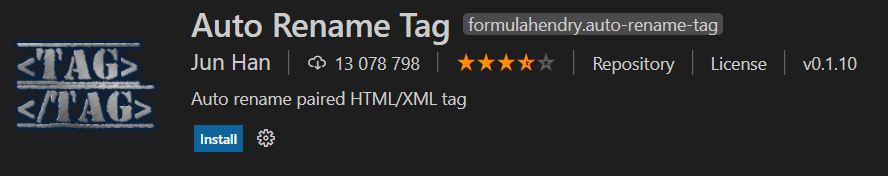 <TAG>
</TAG>
Auto Rename Tag formulahendry.auto-rename-tag
Jun Han 13 078 798 Repository License v0.1.10
Auto rename paired HTML/XML tag
Install